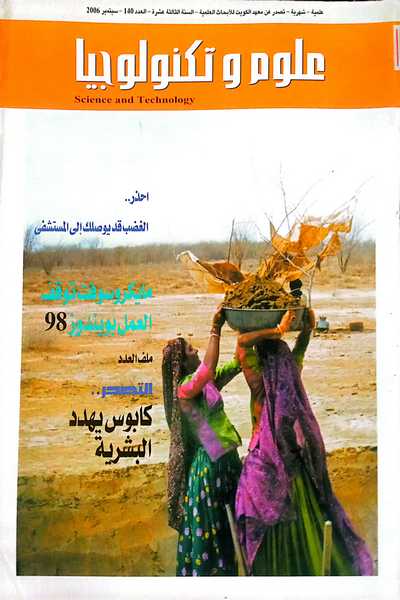 علمية - شهرية - تصدر عن معهد الكويت للأبحاث العلمية - السنة الثالثة عشرة - العدد 140 - سبتمبر 2006
علوم وتكنولوجيا
Science and Technology
احذر..
الغضب قد يوصلك إلى المستشفى
مايكروسوفت توقف
العمل بويندوز 98
ملف العدد
التصحر..
كابوس يهدد
البشرية